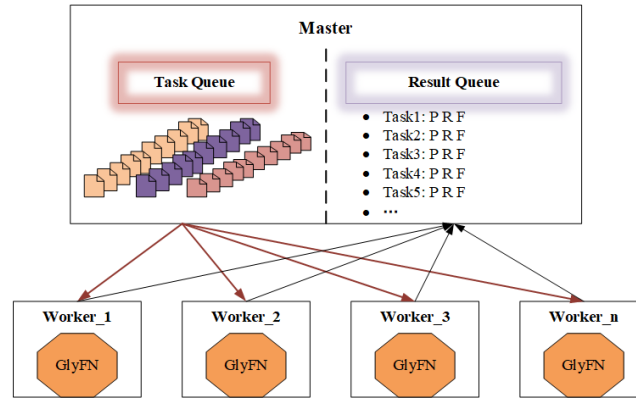 Master
Task Queue
Result Queue
• Task1: P R F
• Task2: P R F
• Task3: P R F
• Task4: P R F
• Task5: P R F
• ...
Worker_1
Worker_2
Worker_3
Worker_n
GlyFN
GlyFN
GlyFN
GlyFN